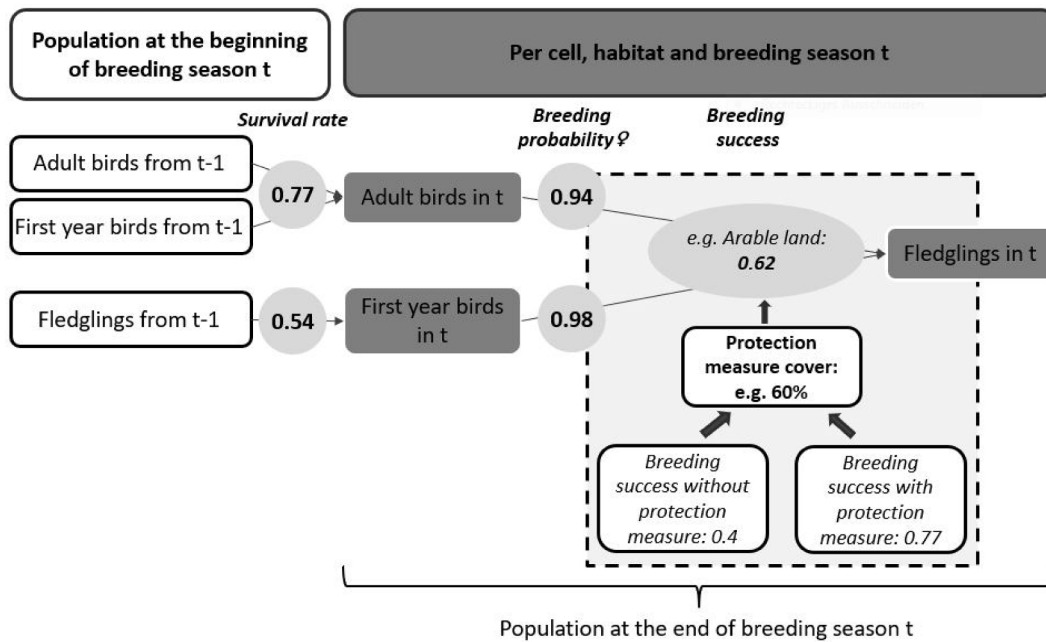 Population at the beginning
of breeding season t
Per cell, habitat and breeding season t
Survival rate
Breeding
probability♀
Breeding
success
Adult birds from t-1
First year birds from t-1
0.77
Adult birds in t
0.94
e.g. Arable land:
0.62
Fledglings in t
Fledglings from t-1
0.54
First year birds
in t
0.98
Protection
measure cover:
e.g. 60%
Breeding
success without
protection
measure: 0.4
Breeding
success with
protection
measure: 0.77
Population at the end of breeding season t